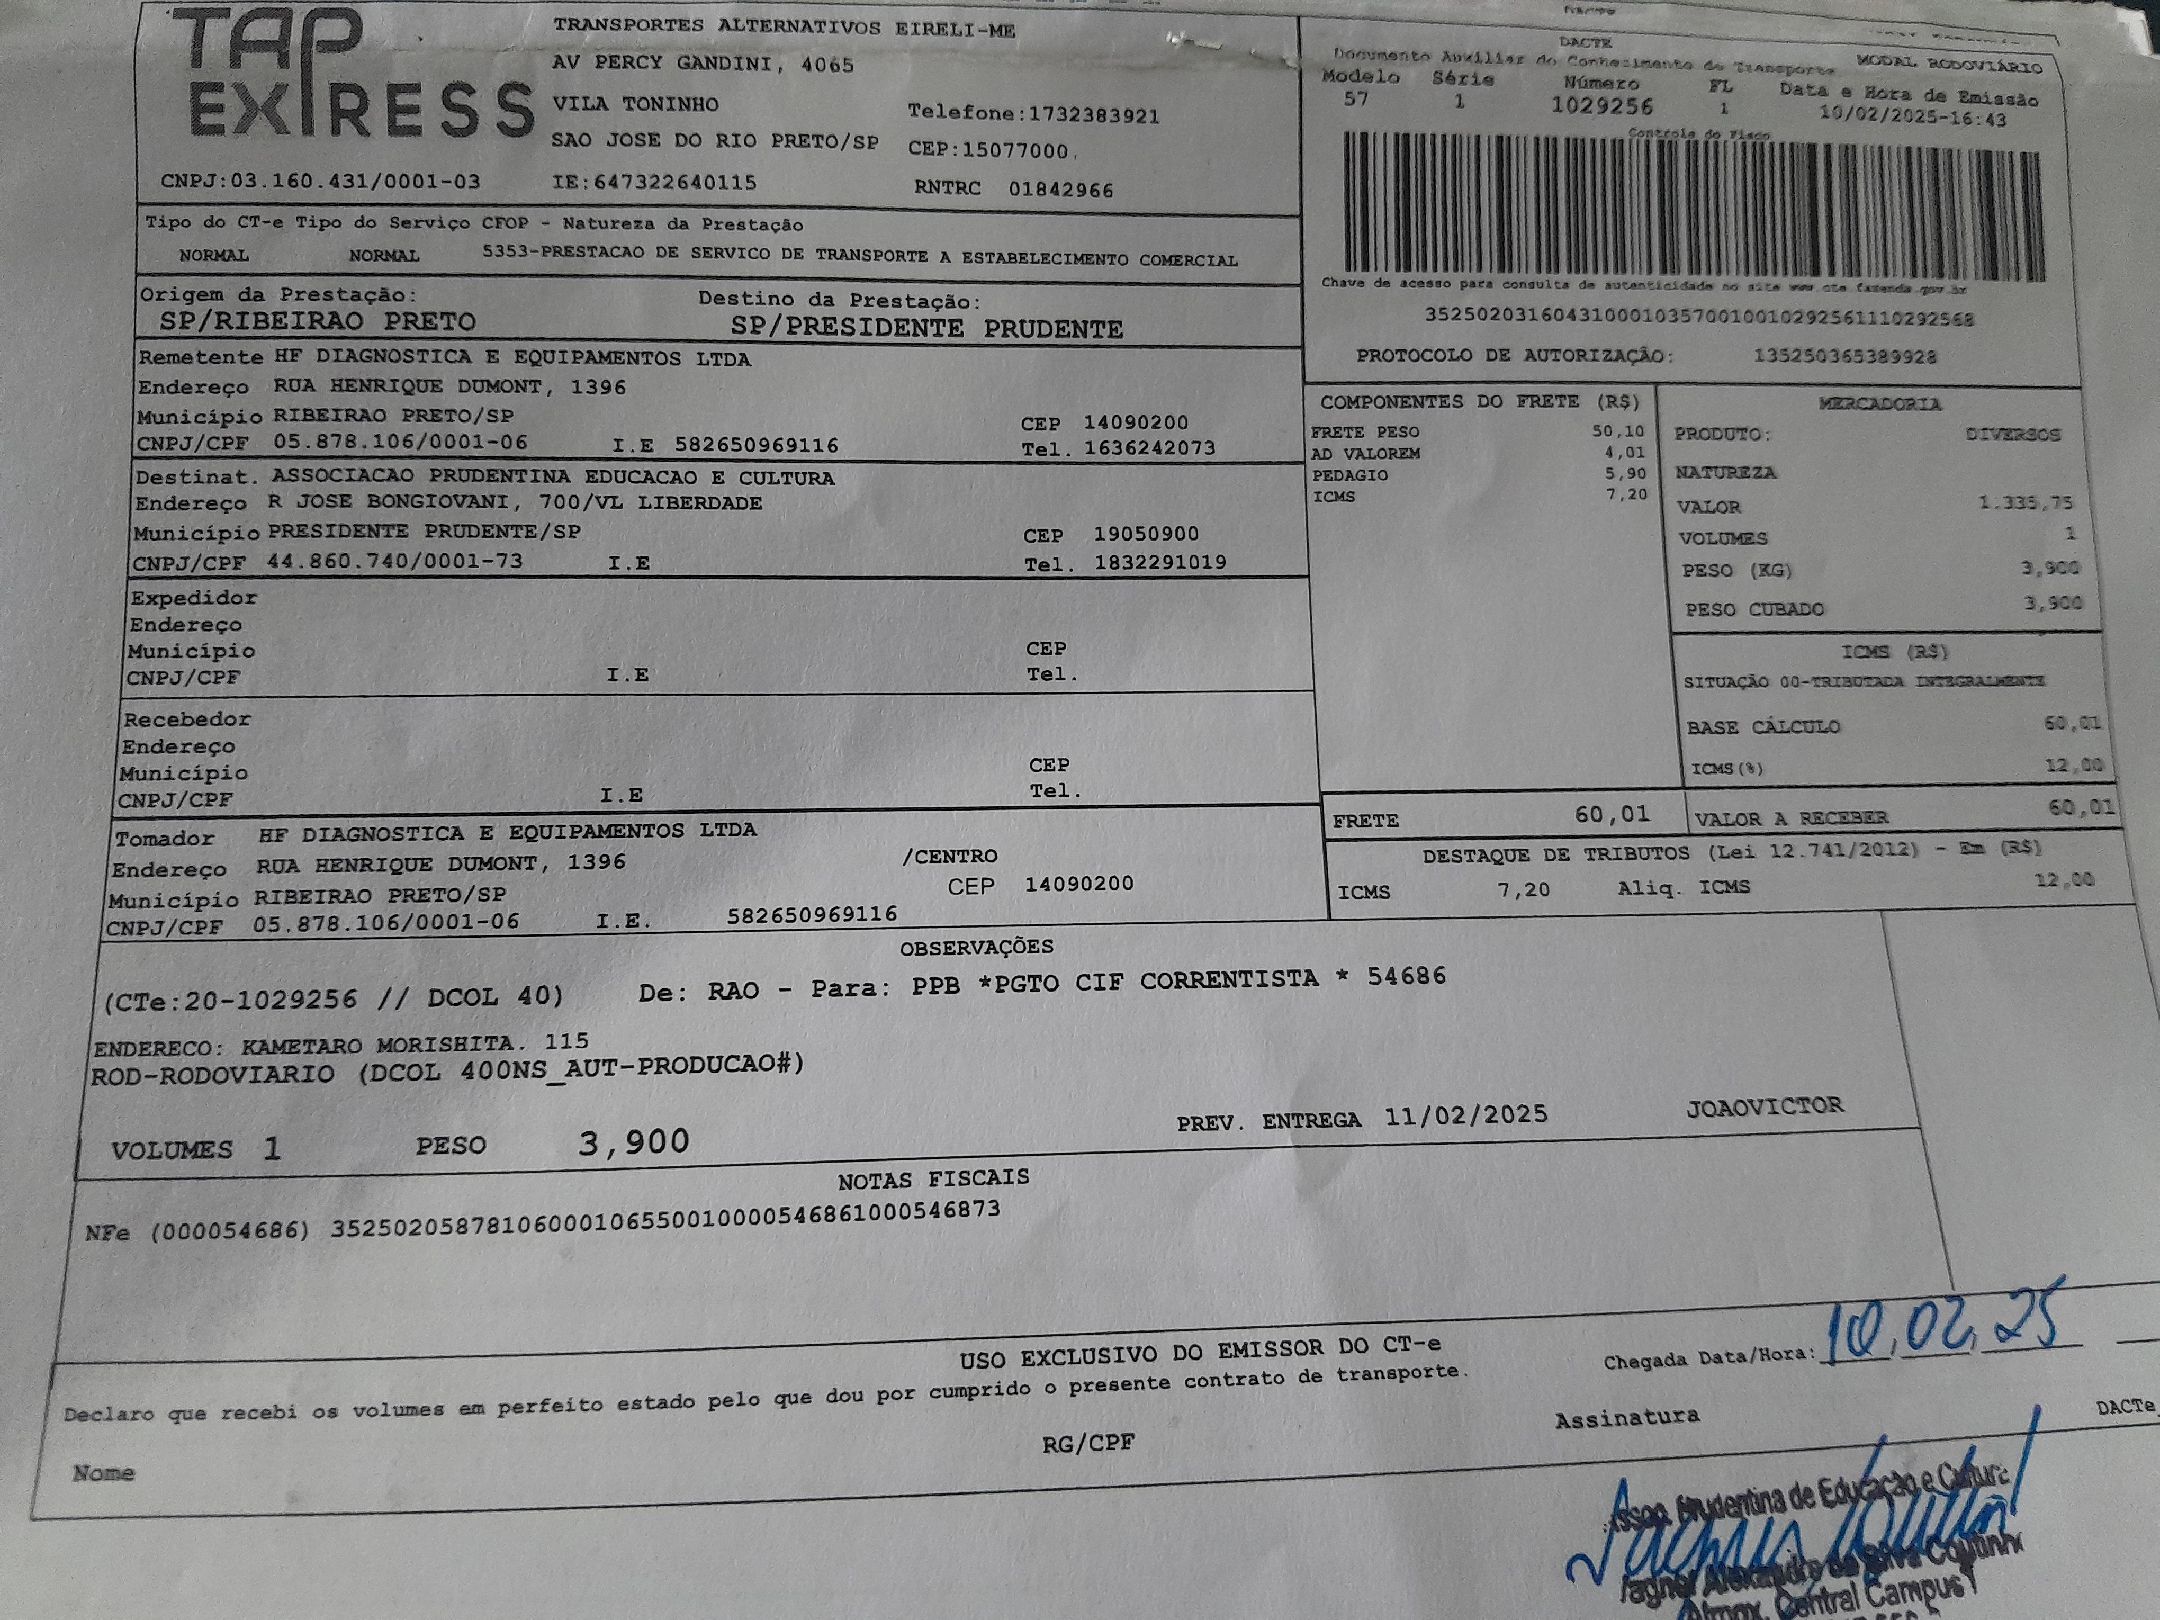 TAP EXPRESS
TRANSPORTES ALTERNATIVOS EIRELI-ME
AV PERCY GANDINI, 4065
VILA TONINHO
Telefone:1732383921
SAO JOSE DO RIO PRETO/SP CEP:15077000
CNPJ:03.160.431/0001-03 IE:647322640115 RNTRC 01842966
DACTE
Documento Auxiliar do Conhecimento de Transporte MODAL RODOVIÁRIO
Modelo Série Número FL Data e Hora de Emissão
57 1 1029256 1 10/02/2025-16:43
Controle do Fisco
Chave de acesso para consulta de autenticidade no site www.cte.fazenda.gov.br
35250203160431000103570010010292561110292568
PROTOCOLO DE AUTORIZAÇÃO: 135250365389928
Tipo do CT-e Tipo do Serviço CFOP - Natureza da Prestação
NORMAL NORMAL 5353-PRESTACAO DE SERVICO DE TRANSPORTE A ESTABELECIMENTO COMERCIAL
Origem da Prestação: Destino da Prestação:
SP/RIBEIRAO PRETO SP/PRESIDENTE PRUDENTE
Remetente HF DIAGNOSTICA E EQUIPAMENTOS LTDA
Endereço RUA HENRIQUE DUMONT, 1396
Município RIBEIRAO PRETO/SP CEP 14090200
CNPJ/CPF 05.878.106/0001-06 I.E 582650969116 Tel. 1636242073
Destinat. ASSOCIACAO PRUDENTINA EDUCACAO E CULTURA
Endereço R JOSE BONGIOVANI, 700/VL LIBERDADE
Município PRESIDENTE PRUDENTE/SP CEP 19050900
CNPJ/CPF 44.860.740/0001-73 I.E Tel. 1832291019
Expedidor
Endereço
Município CEP
CNPJ/CPF I.E Tel.
Recebedor
Endereço
Município CEP
CNPJ/CPF I.E Tel.
Tomador HF DIAGNOSTICA E EQUIPAMENTOS LTDA
Endereço RUA HENRIQUE DUMONT, 1396 /CENTRO
Município RIBEIRAO PRETO/SP CEP 14090200
CNPJ/CPF 05.878.106/0001-06 I.E. 582650969116
COMPONENTES DO FRETE (R$)
FRETE PESO 50,10
AD VALOREM 4,01
PEDAGIO 5,90
ICMS 7,20
MERCADORIA
PRODUTO: DIVERSOS
NATUREZA
VALOR 1.335,75
VOLUMES 1
PESO (KG) 3,900
PESO CUBADO 3,900
ICMS (R$)
SITUAÇÃO 00-TRIBUTADA INTEGRALMENTE
BASE CÁLCULO 60,01
ICMS(%) 12,00
FRETE 60,01 VALOR A RECEBER 60,01
DESTAQUE DE TRIBUTOS (Lei 12.741/2012) - Em (R$)
ICMS 7,20 Aliq. ICMS 12,00
OBSERVAÇÕES
(CTe:20-1029256 // DCOL 40) De: RAO - Para: PPB *PGTO CIF CORRENTISTA * 54686
ENDERECO: KAMETARO MORISHITA. 115
ROD-RODOVIARIO (DCOL 400NS_AUT-PRODUCAO#)
VOLUMES 1 PESO 3,900 PREV. ENTREGA 11/02/2025 JOAOVICTOR
NOTAS FISCAIS
NFe (000054686) 35250205878106000106550010000546861000546873
USO EXCLUSIVO DO EMISSOR DO CT-e
Chegada Data/Hora: 10.02.25
Declaro que recebi os volumes em perfeito estado pelo que dou por cumprido o presente contrato de transporte.
Assinatura DACTe
RG/CPF
Nome
Assoc. Prudentina de Educação e Cultura
Alexandre da Silva Coutinho
Almox. Central Campus I